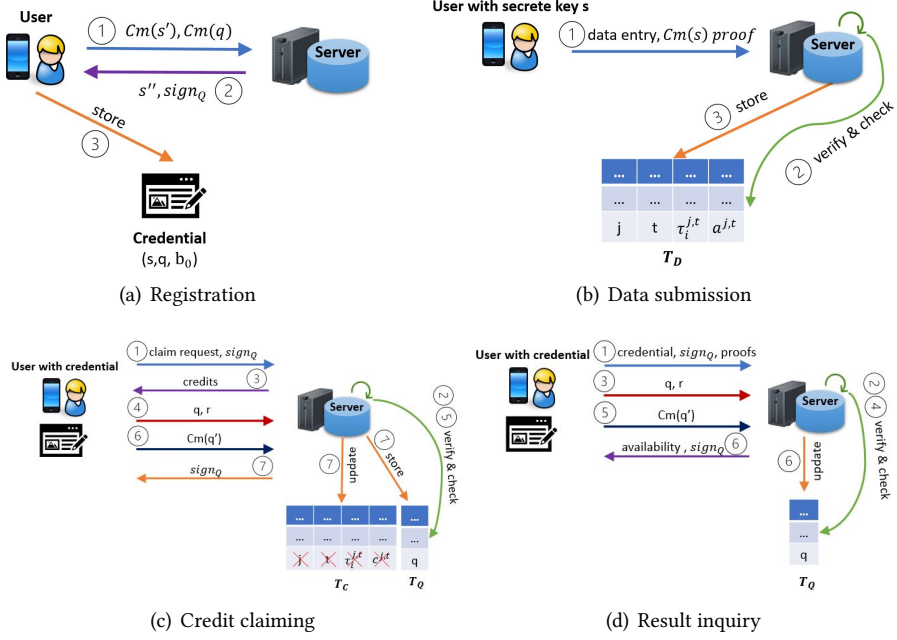 User
① Cm(s'), Cm(q)
Server
s'', sign_Q ②
store
③
Credential
(s,q, b₀)
(a) Registration
User with secrete key s
① data entry, Cm(s) proof
Server
③ store
② verify & check
... ... ... ...
... ... ... ...
j t τ_i^{j,t} a^{j,t}
T_D
(b) Data submission
User with credential
① claim request, sign_Q
credits ③
④ q, r
⑥ Cm(q')
sign_Q ⑦
Server
② ⑤ verify & check
⑦ update
⑦ store
... ... ... ... ...
... ... ... ... ...
j t τ_i^{j,t} c^{j,t} q
T_C T_Q
(c) Credit claiming
User with credential
① credential, sign_Q, proofs
③ q, r
⑤ Cm(q')
availability , sign_Q ⑥
Server
② ④ verify & check
⑥ update
...
...
q
T_Q
(d) Result inquiry